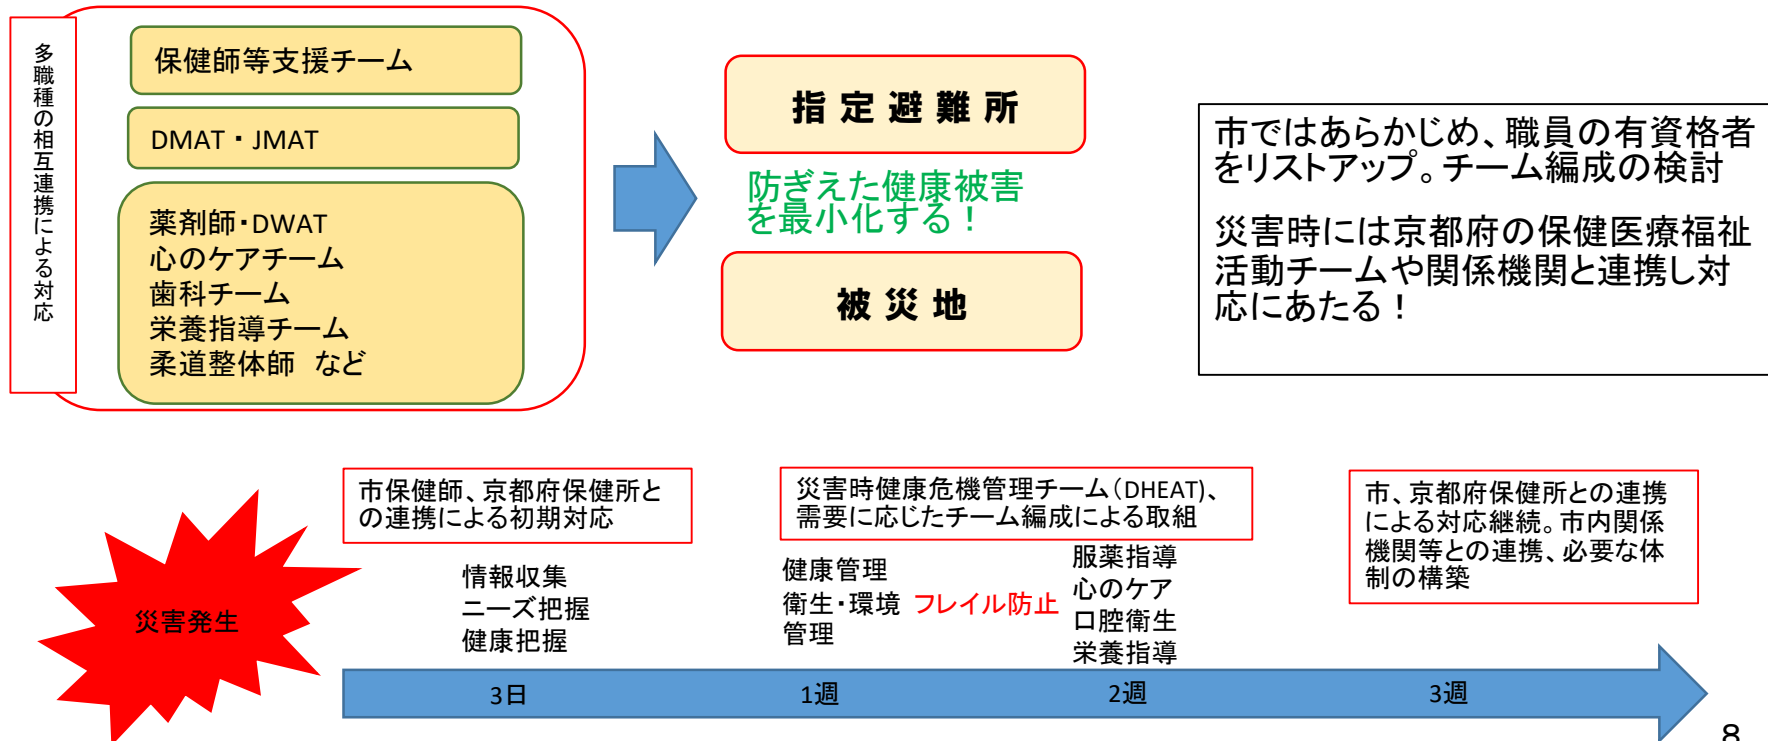 多職種の相互連携による対応
保健師等支援チーム
DMAT・JMAT
薬剤師・DWAT
心のケアチーム
歯科チーム
栄養指導チーム
柔道整体師　など
指定避難所
防ぎえた健康被害
を最小化する！
被災地
市ではあらかじめ、職員の有資格者
をリストアップ。チーム編成の検討
災害時には京都府の保健医療福祉
活動チームや関係機関と連携し対
応にあたる！
災害発生
市保健師、京都府保健所と
の連携による初期対応
情報収集
ニーズ把握
健康把握
災害時健康危機管理チーム（DHEAT)、
需要に応じたチーム編成による取組
健康管理
衛生・環境
管理
フレイル防止
服薬指導
心のケア
口腔衛生
栄養指導
市、京都府保健所との連携
による対応継続。市内関係
機関等との連携、必要な体
制の構築
3日
1週
2週
3週
8